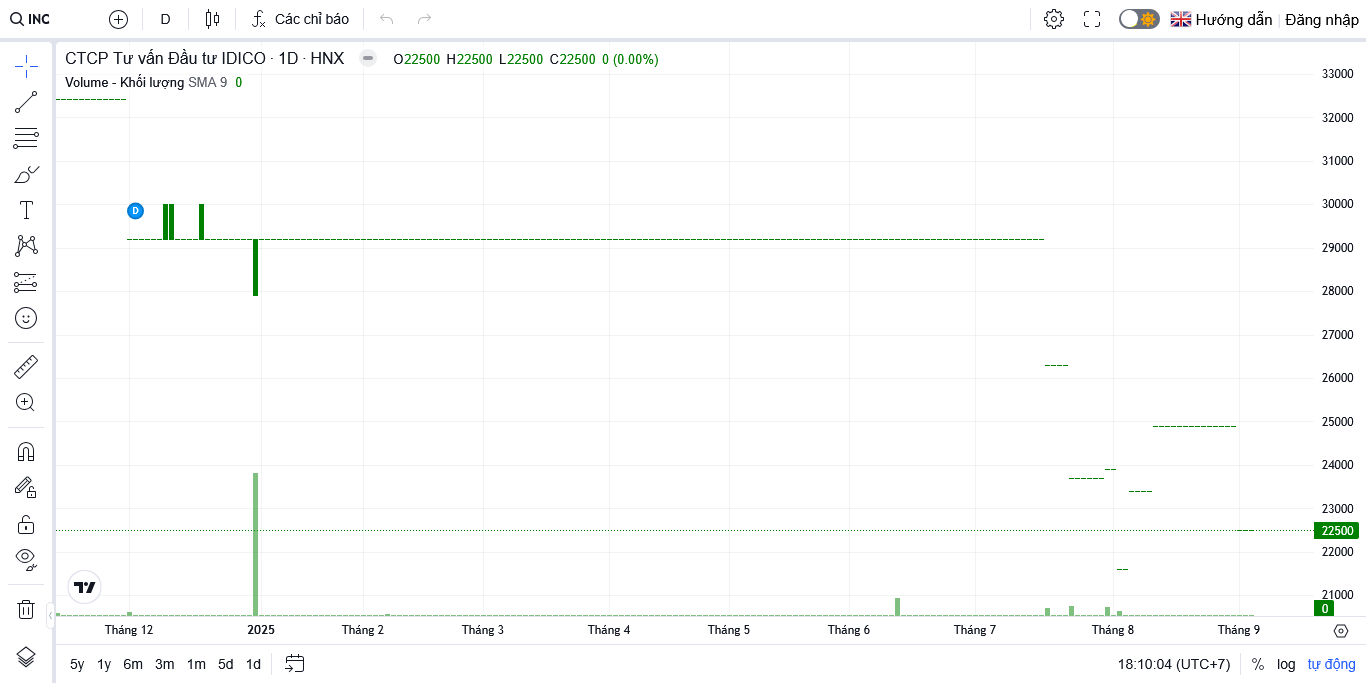 INC D Các chỉ báo Hướng dẫn Đăng nhập
CTCP Tư vấn Đầu tư IDICO · 1D · HNX O22500 H22500 L22500 C22500 0 (0.00%)
Volume - Khối lượng SMA 9 0
33000
32000
31000
30000
D
29000
28000
27000
26000
25000
24000
23000
22500
22000
21000
0
Tháng 12 2025 Tháng 2 Tháng 3 Tháng 4 Tháng 5 Tháng 6 Tháng 7 Tháng 8 Tháng 9
5y 1y 6m 3m 1m 5d 1d 18:10:04 (UTC+7) % log tự động